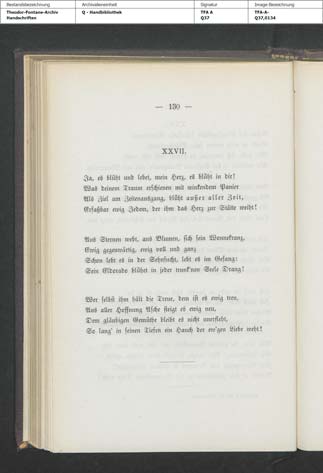 Bestandsbezeichnung
Theodor-Fontane-Archiv
Handschriften
Archivalieneinheit
Q - Handbibliothek
Signatur
TFA A
Q37
Image Bezeichnung
TFA-A-
Q37,0134
— 130 —
XXVII.
Ja, es blüht und lebet, mein Herz, es blüht in dir!
Was deinem Traum erschienen mit winkendem Panier
Als Ziel am Zeitenausgang, blüht außer aller Zeit,
Erfaßbar ewig Jedem, der ihm das Herz zur Stätte weiht!
Aus Sternen webt, aus Blumen, sich sein Wonnekranz,
Ewig gegenwärtig, ewig voll und ganz
Schon lebt es in der Sehnsucht, lebt es im Gesang:
Sein Eldorado blühet in jeder trunk'nen Seele Drang!
Wer selbst ihm hält die Treue, dem ist es ewig treu,
Aus aller Hoffnung Asche steigt es ewig neu,
Dem gläubigen Gemüthe bleibt es nicht unerfleht,
So lang' in seinen Tiefen ein Hauch der ew'gen Liebe weht!